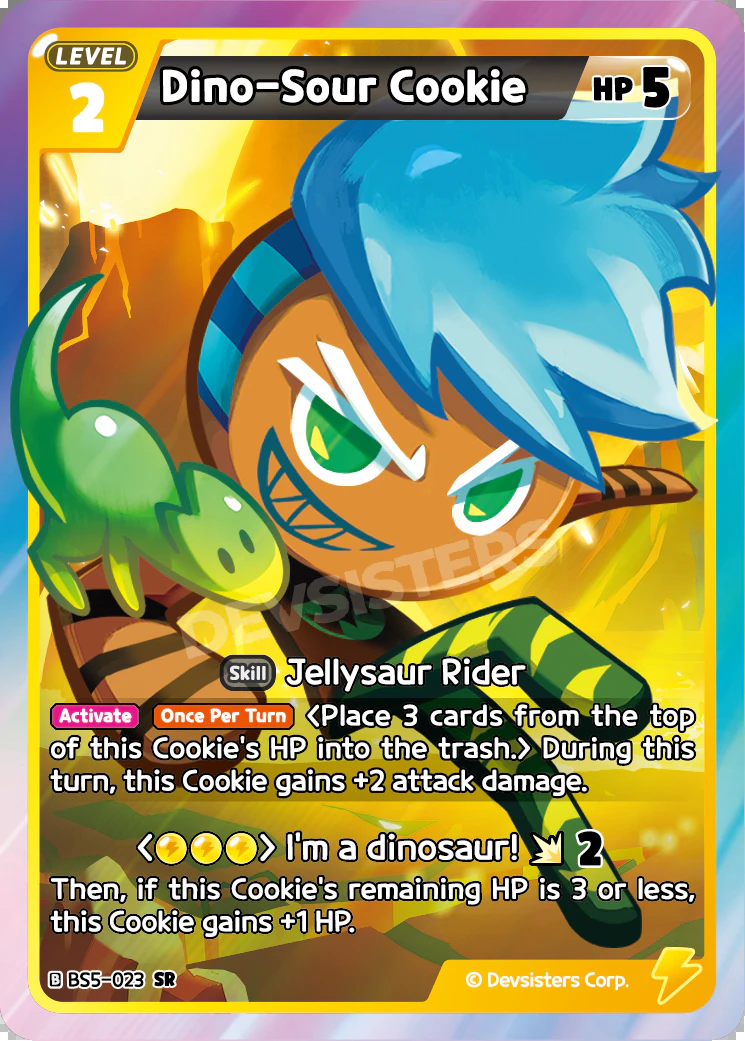 LEVEL
2
Dino-Sour Cookie
HP 5
DEVSISTERS
Skill Jellysaur Rider
Activate Once Per Turn <Place 3 cards from the top
of this Cookie's HP into the trash.> During this
turn, this Cookie gains +2 attack damage.
< > I'm a dinosaur! 2
Then, if this Cookie's remaining HP is 3 or less,
this Cookie gains +1 HP.
B BS5-023 SR
© Devsisters Corp.